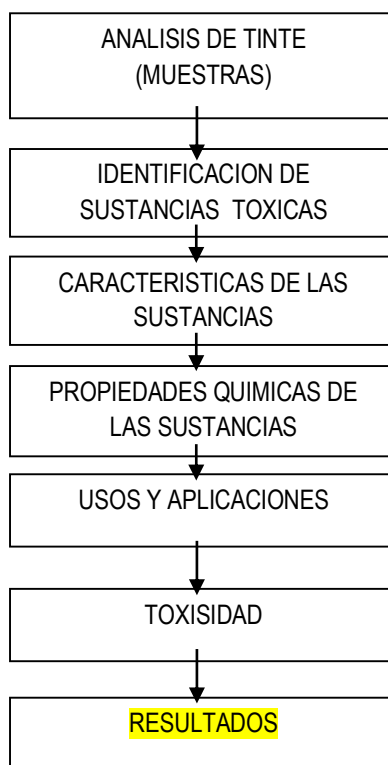 ANALISIS DE TINTE
(MUESTRAS)
IDENTIFICACION DE
SUSTANCIAS TOXICAS
CARACTERISTICAS DE LAS
SUSTANCIAS
PROPIEDADES QUIMICAS DE
LAS SUSTANCIAS
USOS Y APLICACIONES
TOXISIDAD
RESULTADOS